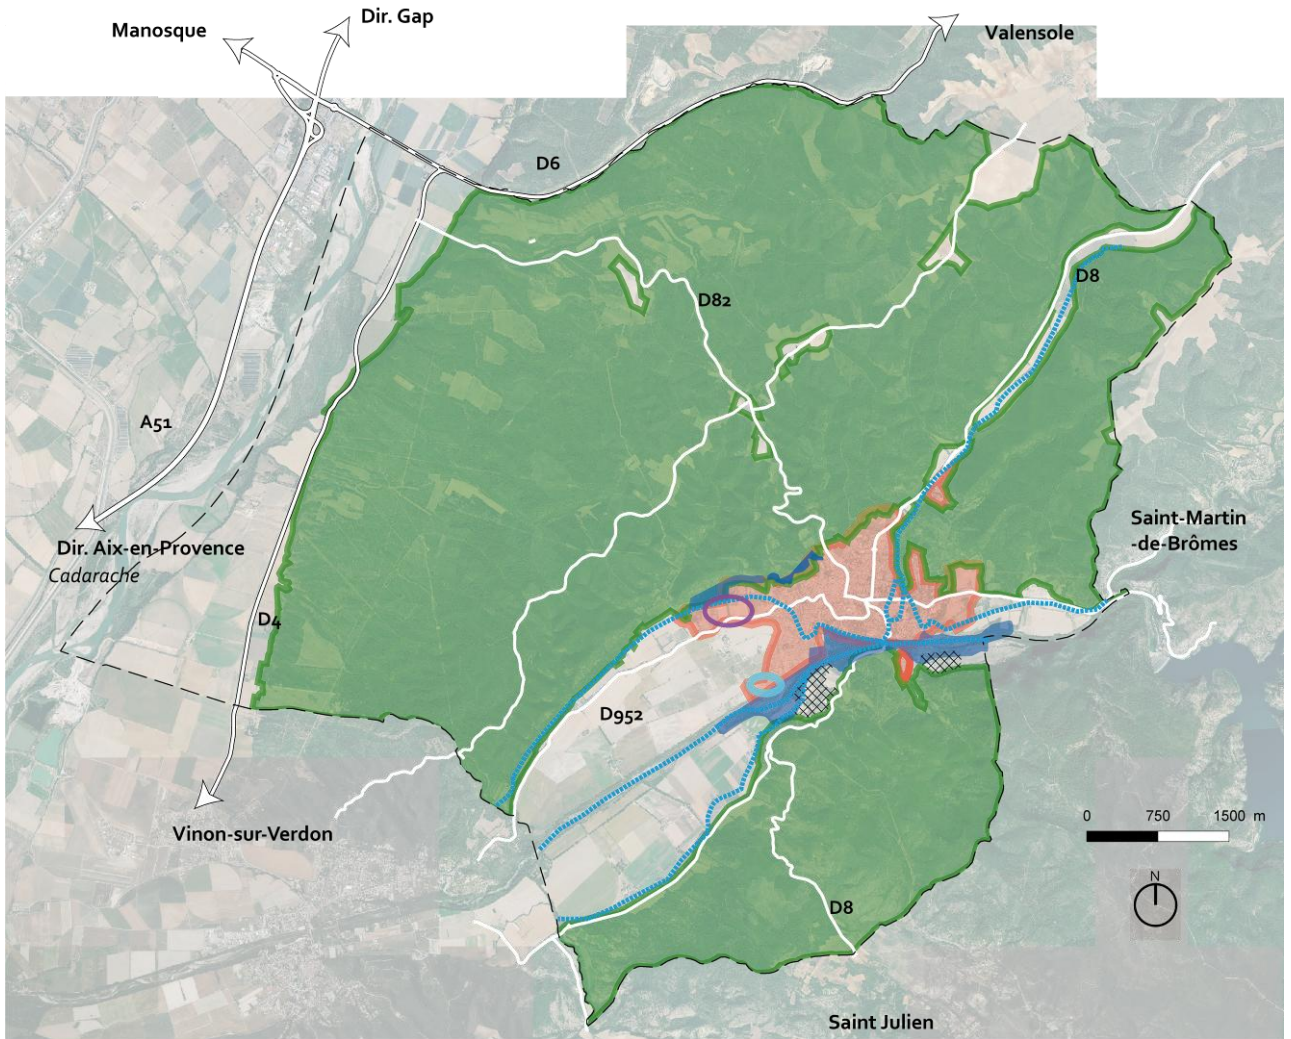 Dir. Gap
Manosque
Valensole
D6
D8
D82
A51
Saint-Martin
-de-Brômes
Dir. Aix-en-Provence
Cadarache
D4
D952
0 750 1500 m
Vinon-sur-Verdon
N
D8
Saint Julien